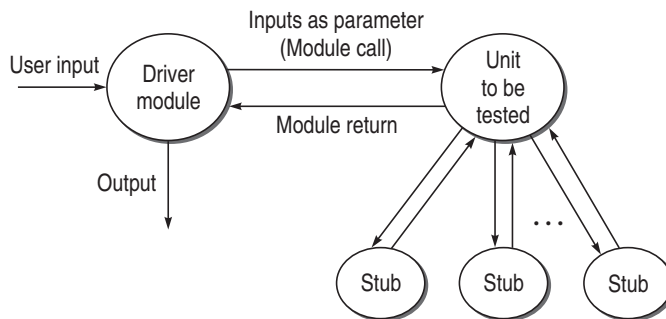 Inputs as parameter
(Module call)
User input
Driver
module
Unit
to be
tested
Module return
Output
...
Stub
Stub
Stub